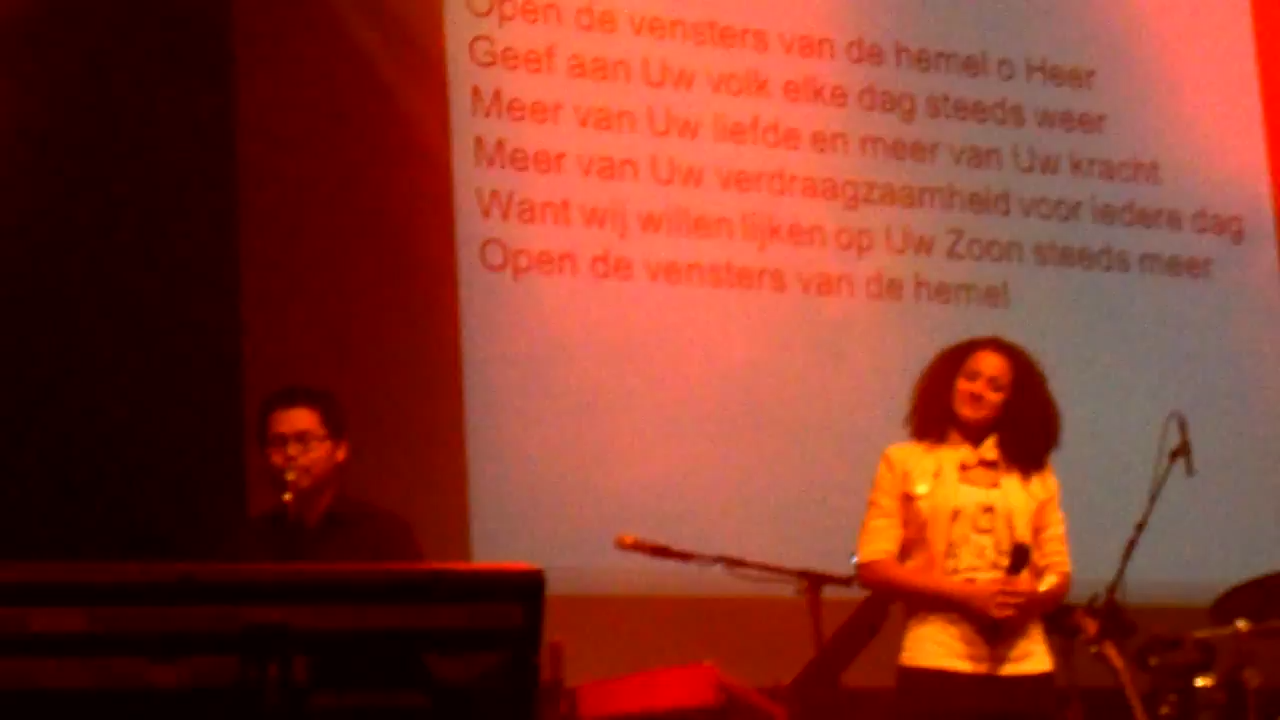 Open de vensters van de hemel o Heer
Geef aan Uw volk elke dag steeds weer
Meer van Uw liefde en meer van Uw kracht
Meer van Uw verdraagzaamheid voor iedere dag
Want wij willen lijken op Uw Zoon steeds meer
Open de vensters van de hemel